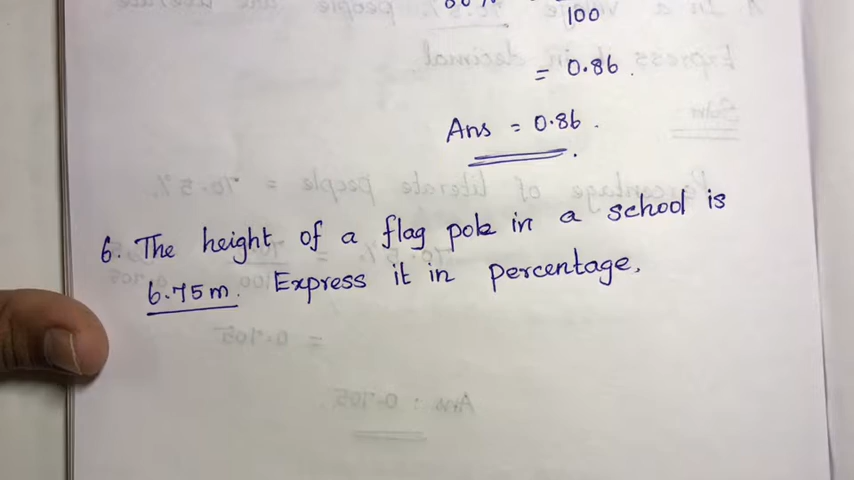 100
= 0.86.
Ans = 0.86.
6. The height of a flag pole in a school is
6.75m. Express it in percentage.